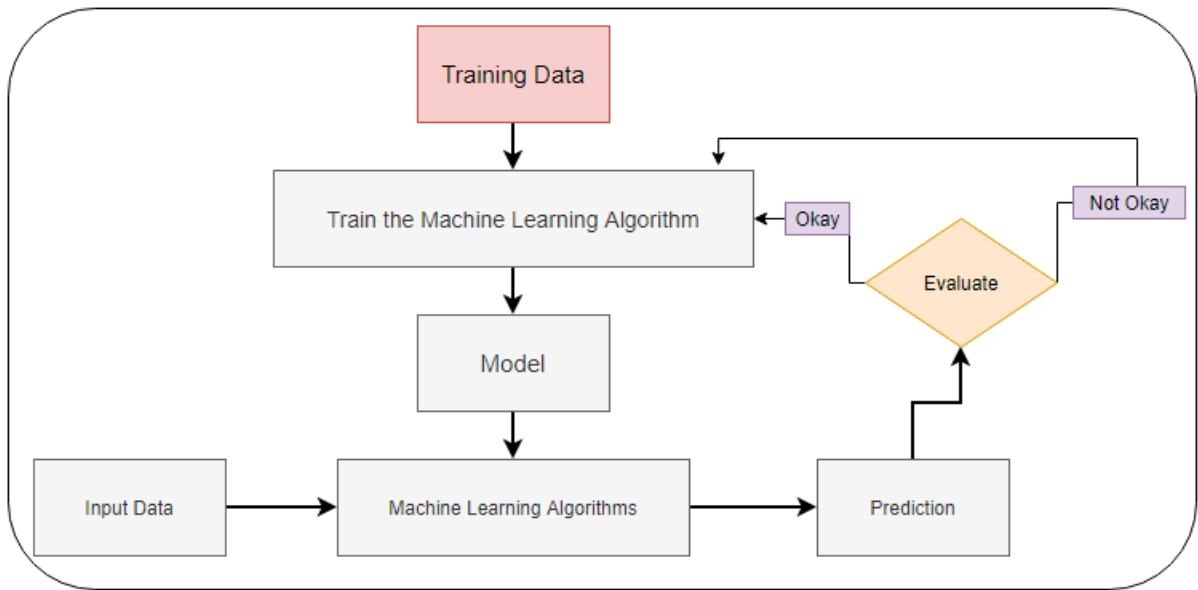 Training Data
Train the Machine Learning Algorithm
Not Okay
Okay
Evaluate
Model
Input Data
Machine Learning Algorithms
Prediction